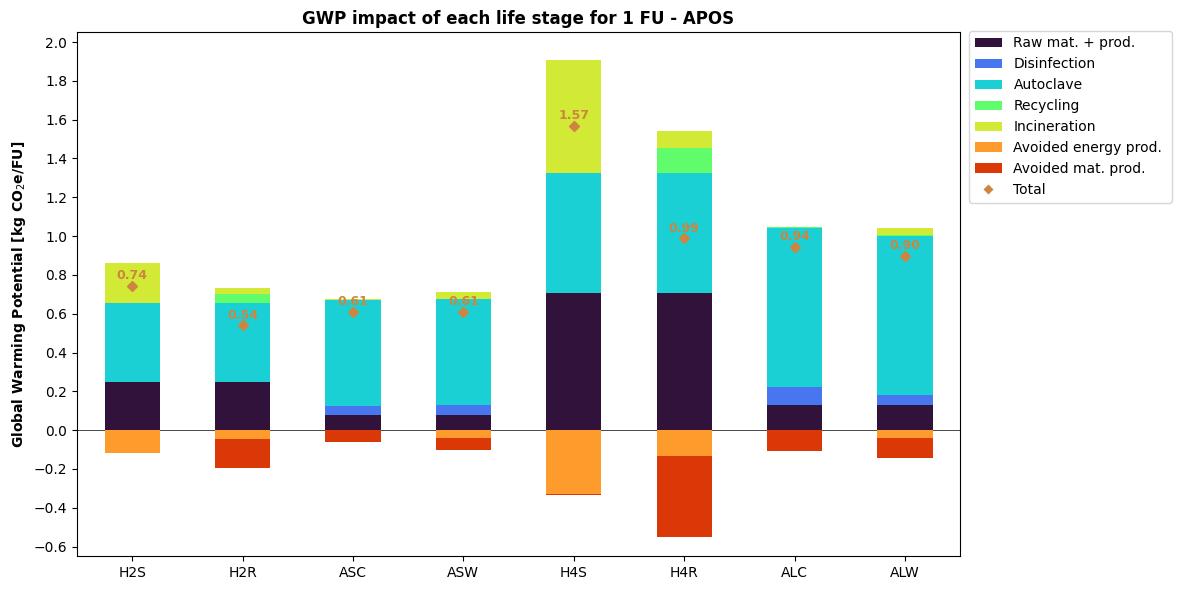 GWP impact of each life stage for 1 FU - APOS
Global Warming Potential [kg CO₂e/FU]
2.0
1.8
1.6
1.4
1.2
1.0
0.8
0.6
0.4
0.2
0.0
−0.2
−0.4
−0.6
0.74
0.54
0.61
0.61
1.57
0.99
0.94
0.90
H2S
H2R
ASC
ASW
H4S
H4R
ALC
ALW
Raw mat. + prod.
Disinfection
Autoclave
Recycling
Incineration
Avoided energy prod.
Avoided mat. prod.
Total